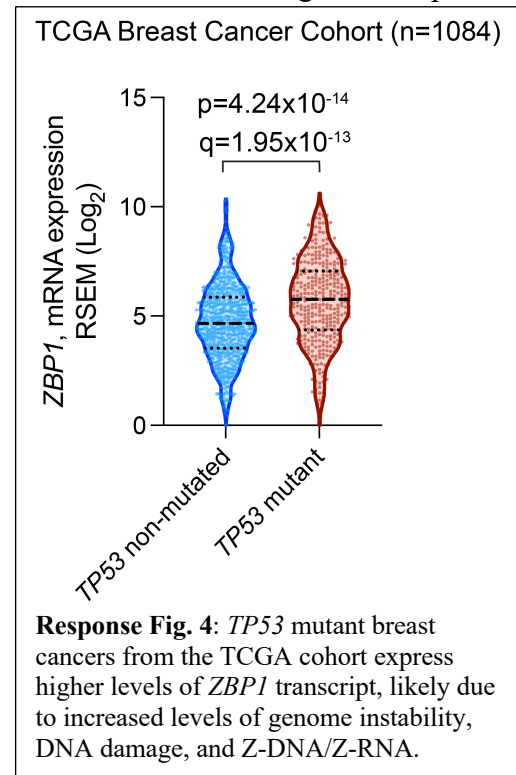 TCGA Breast Cancer Cohort (n=1084)
15
p=4.24x10⁻¹⁴
q=1.95x10⁻¹³
ZBP1, mRNA expression
RSEM (Log₂)
10
5
0
TP53 non-mutated
TP53 mutant
Response Fig. 4: TP53 mutant breast
cancers from the TCGA cohort express
higher levels of ZBP1 transcript, likely due
to increased levels of genome instability,
DNA damage, and Z-DNA/Z-RNA.